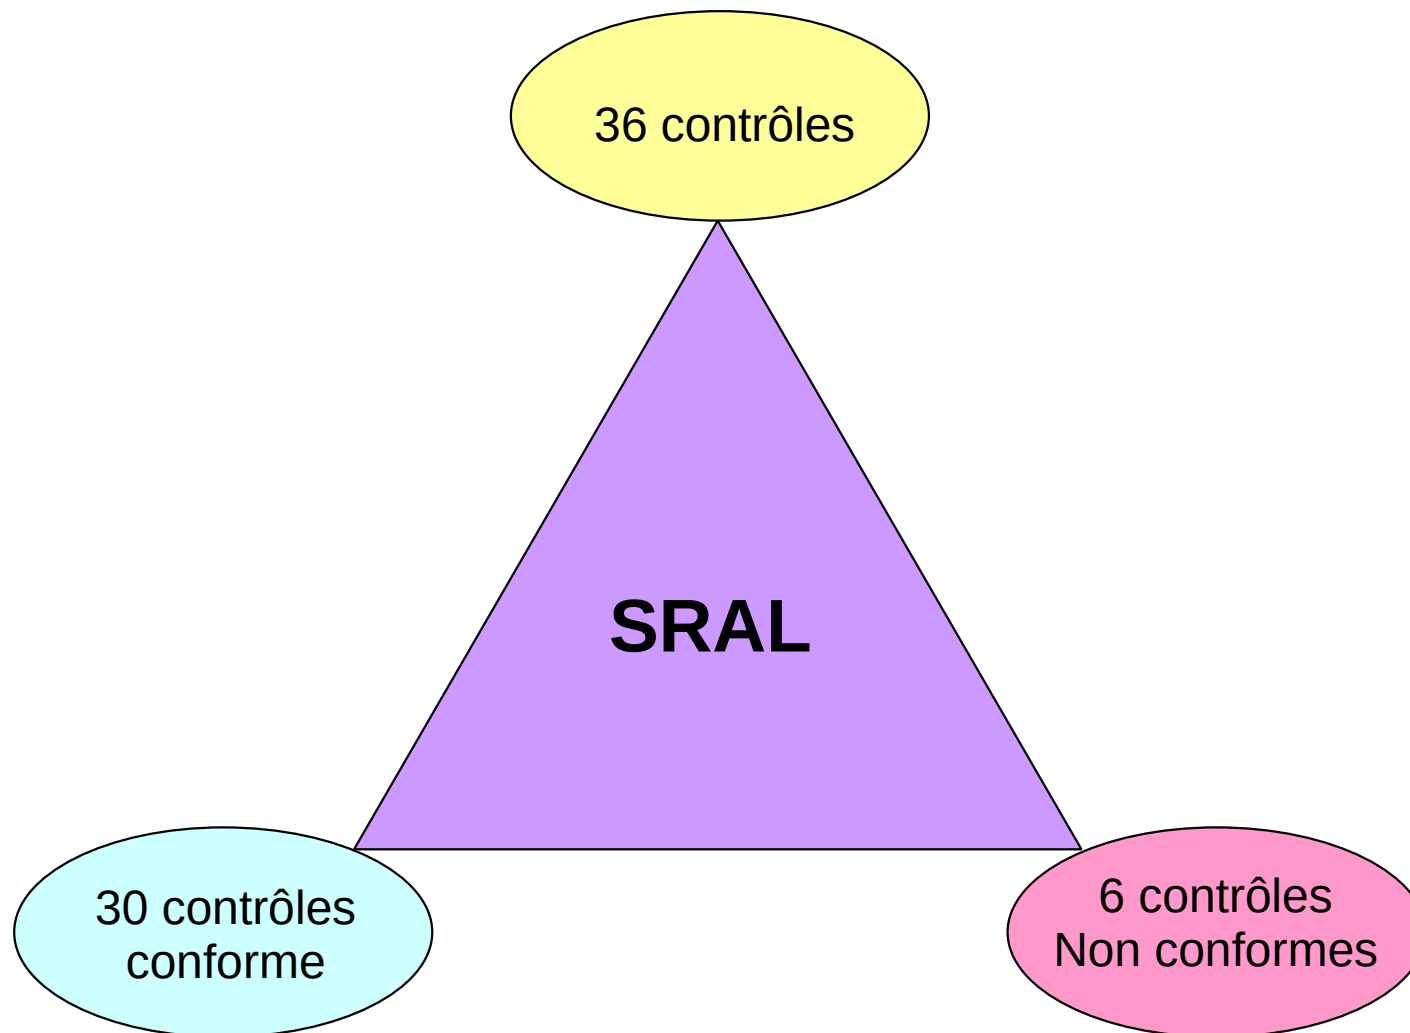 36 contrôles
SRAL
30 contrôles
conforme
6 contrôles
Non conformes